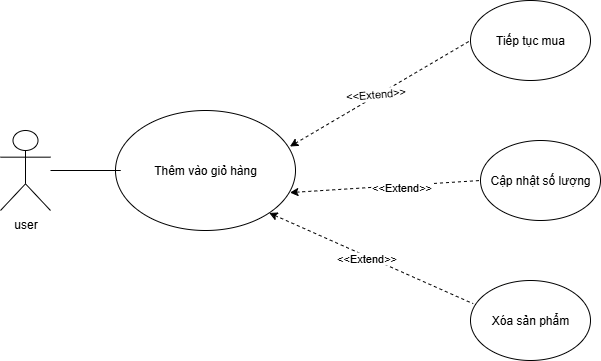 Tiếp tục mua
<<Extend>>
Thêm vào giỏ hàng
Cập nhật số lượng
<<Extend>>
user
<<Extend>>
Xóa sản phẩm